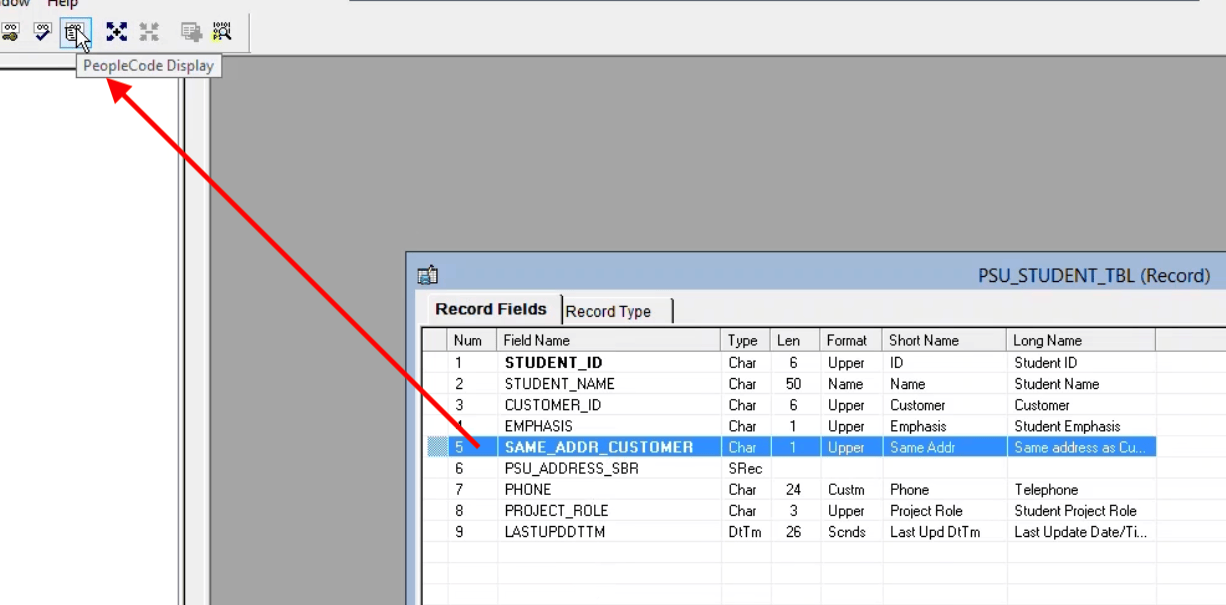 Help
PeopleCode Display
PSU_STUDENT_TBL (Record)
Record Fields Record Type
Num Field Name Type Len Format Short Name Long Name
1 STUDENT_ID Char 6 Upper ID Student ID
2 STUDENT_NAME Char 50 Name Name Student Name
3 CUSTOMER_ID Char 6 Upper Customer Customer
EMPHASIS Char 1 Upper Emphasis Student Emphasis
5 SAME_ADDR_CUSTOMER Char 1 Upper Same Addr Same address as Cu...
6 PSU_ADDRESS_SBR SRec
7 PHONE Char 24 Custm Phone Telephone
8 PROJECT_ROLE Char 3 Upper Project Role Student Project Role
9 LASTUPDDTTM DtTm 26 Scnds Last Upd DtTm Last Update Date/Ti...